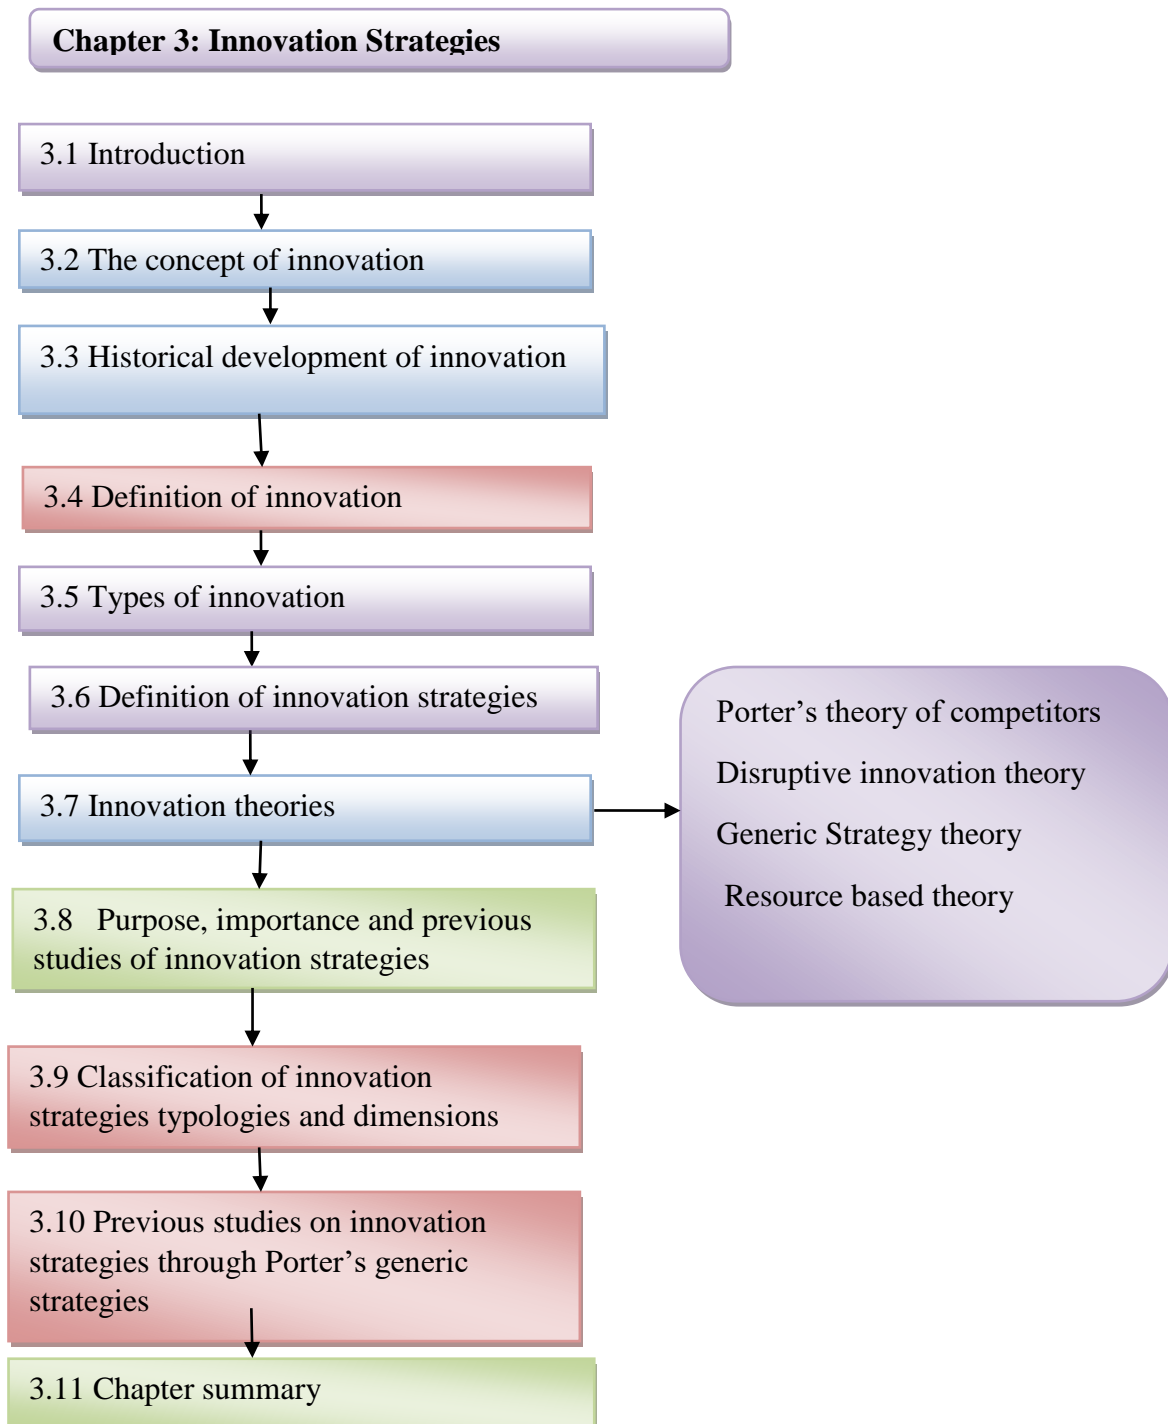 Chapter 3: Innovation Strategies
3.1 Introduction
3.2 The concept of innovation
3.3 Historical development of innovation
3.4 Definition of innovation
3.5 Types of innovation
3.6 Definition of innovation strategies
3.7 Innovation theories
Porter’s theory of competitors
Disruptive innovation theory
Generic Strategy theory
Resource based theory
3.8 Purpose, importance and previous
studies of innovation strategies
3.9 Classification of innovation
strategies typologies and dimensions
3.10 Previous studies on innovation
strategies through Porter’s generic
strategies
3.11 Chapter summary